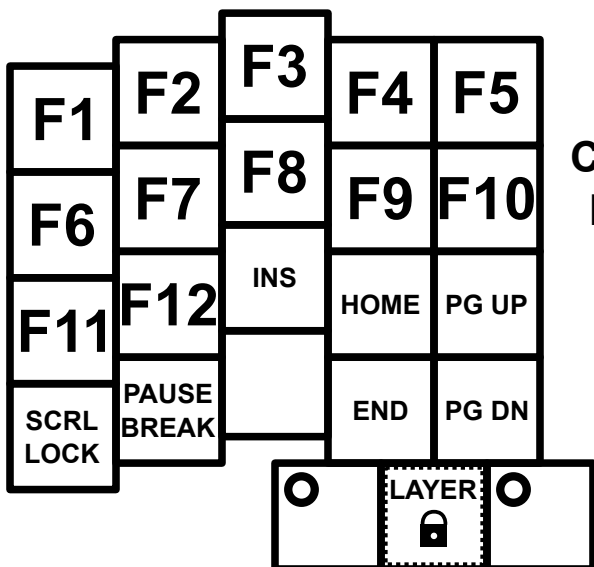 F1
F2
F3
F4
F5
F6
F7
F8
F9
F10
F11
F12
INS
HOME
PG UP
SCRL
LOCK
PAUSE
BREAK
END
PG DN
LAYER